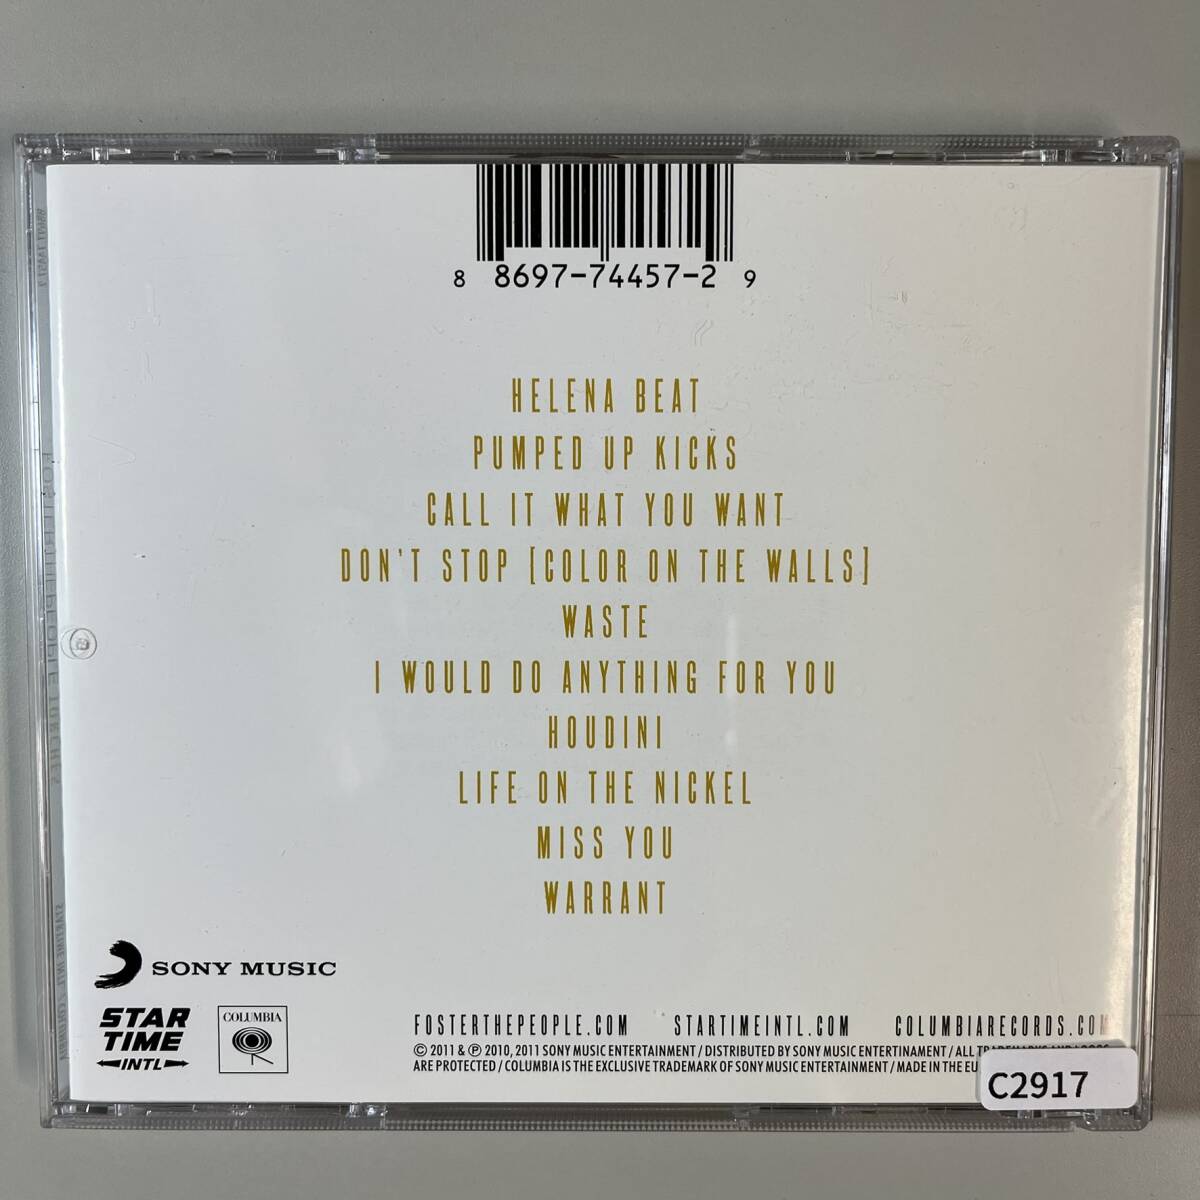 8 8697-74457-2 9
HELENA BEAT
PUMPED UP KICKS
CALL IT WHAT YOU WANT
DON'T STOP [COLOR ON THE WALLS]
WASTE
I WOULD DO ANYTHING FOR YOU
HOUDINI
LIFE ON THE NICKEL
MISS YOU
WARRANT
SONY MUSIC
STAR
TIME
INTL
COLUMBIA
FOSTERTHEPEOPLE.COM STARTIMEINTL.COM COLUMBIARECORDS.COM
© 2011 & ℗ 2010, 2011 SONY MUSIC ENTERTAINMENT / DISTRIBUTED BY SONY MUSIC ENTERTINAMENT / ALL TRADEMARKS AND LOGOS
ARE PROTECTED / COLUMBIA IS THE EXCLUSIVE TRADEMARK OF SONY MUSIC ENTERTAINMENT / MADE IN THE EU
C2917